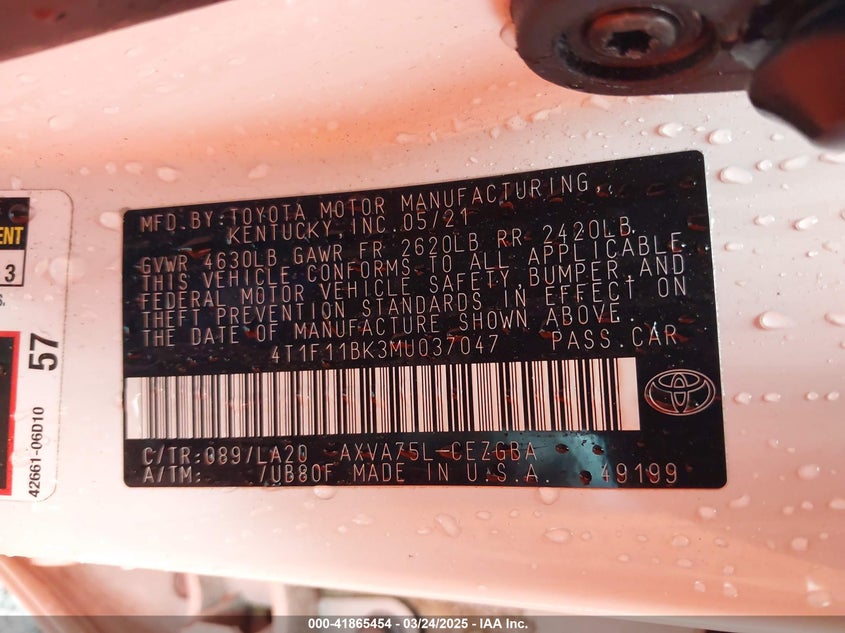 MFD.BY:TOYOTA MOTOR MANUFACTURING,
KENTUCKY,INC.05/21
GVWR 4630LB GAWR FR 2620LB RR 2420LB
THIS VEHICLE CONFORMS TO ALL APPLICABLE
FEDERAL MOTOR VEHICLE SAFETY,BUMPER,AND
THEFT PREVENTION STANDARDS IN EFFECT ON
THE DATE OF MANUFACTURE SHOWN ABOVE.
4T1F11BK3MU037047 PASS.CAR
C/TR:089/LA20 AXVA75L-CEZGBA
A/TM: 7UB80F MADE IN U.S.A. 49199
ENT
3
S.
57
42661-06D10
000-41865454 - 03/24/2025 - IAA Inc.